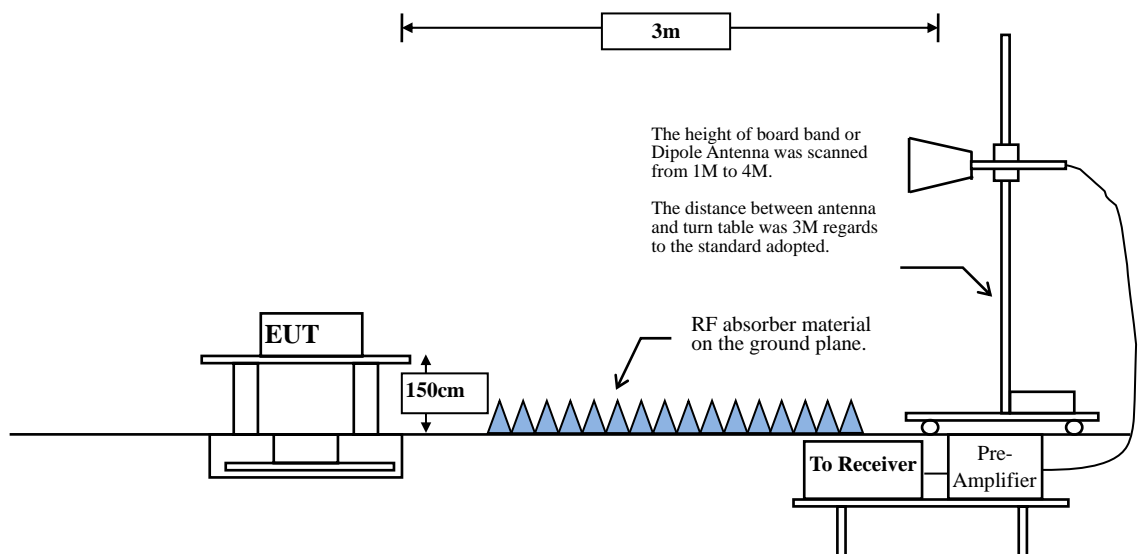 3m
The height of board band or
Dipole Antenna was scanned
from 1M to 4M.
The distance between antenna
and turn table was 3M regards
to the standard adopted.
RF absorber material
on the ground plane.
EUT
150cm
To Receiver
Pre-
Amplifier